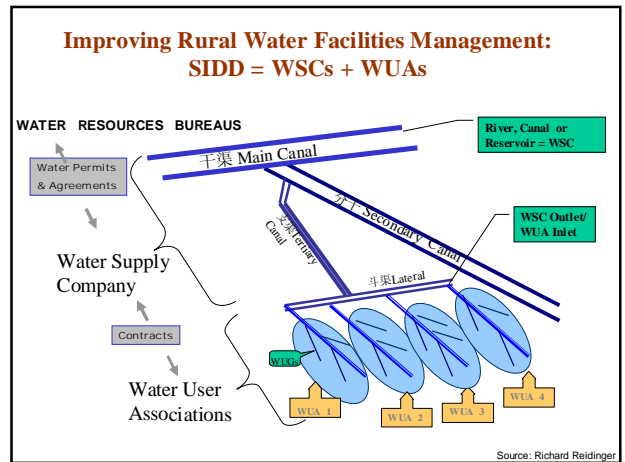 Improving Rural Water Facilities Management:
SIDD = WSCs + WUAs
WATER RESOURCES BUREAUS
River, Canal or
Reservoir = WSC
干渠 Main Canal
Water Permits
& Agreements
分干 Secondary Canal
支渠Tertiary
Canal
WSC Outlet/
WUA Inlet
Water Supply
Company
斗渠Lateral
Contracts
WUGs
Water User
Associations
WUA 1
WUA 2
WUA 3
WUA 4
Source: Richard Reidinger